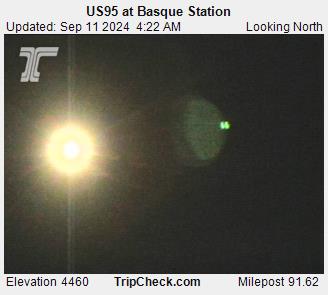 US95 at Basque Station
Updated: Sep 11 2024 4:22 AM Looking North
Elevation 4460 TripCheck.com Milepost 91.62